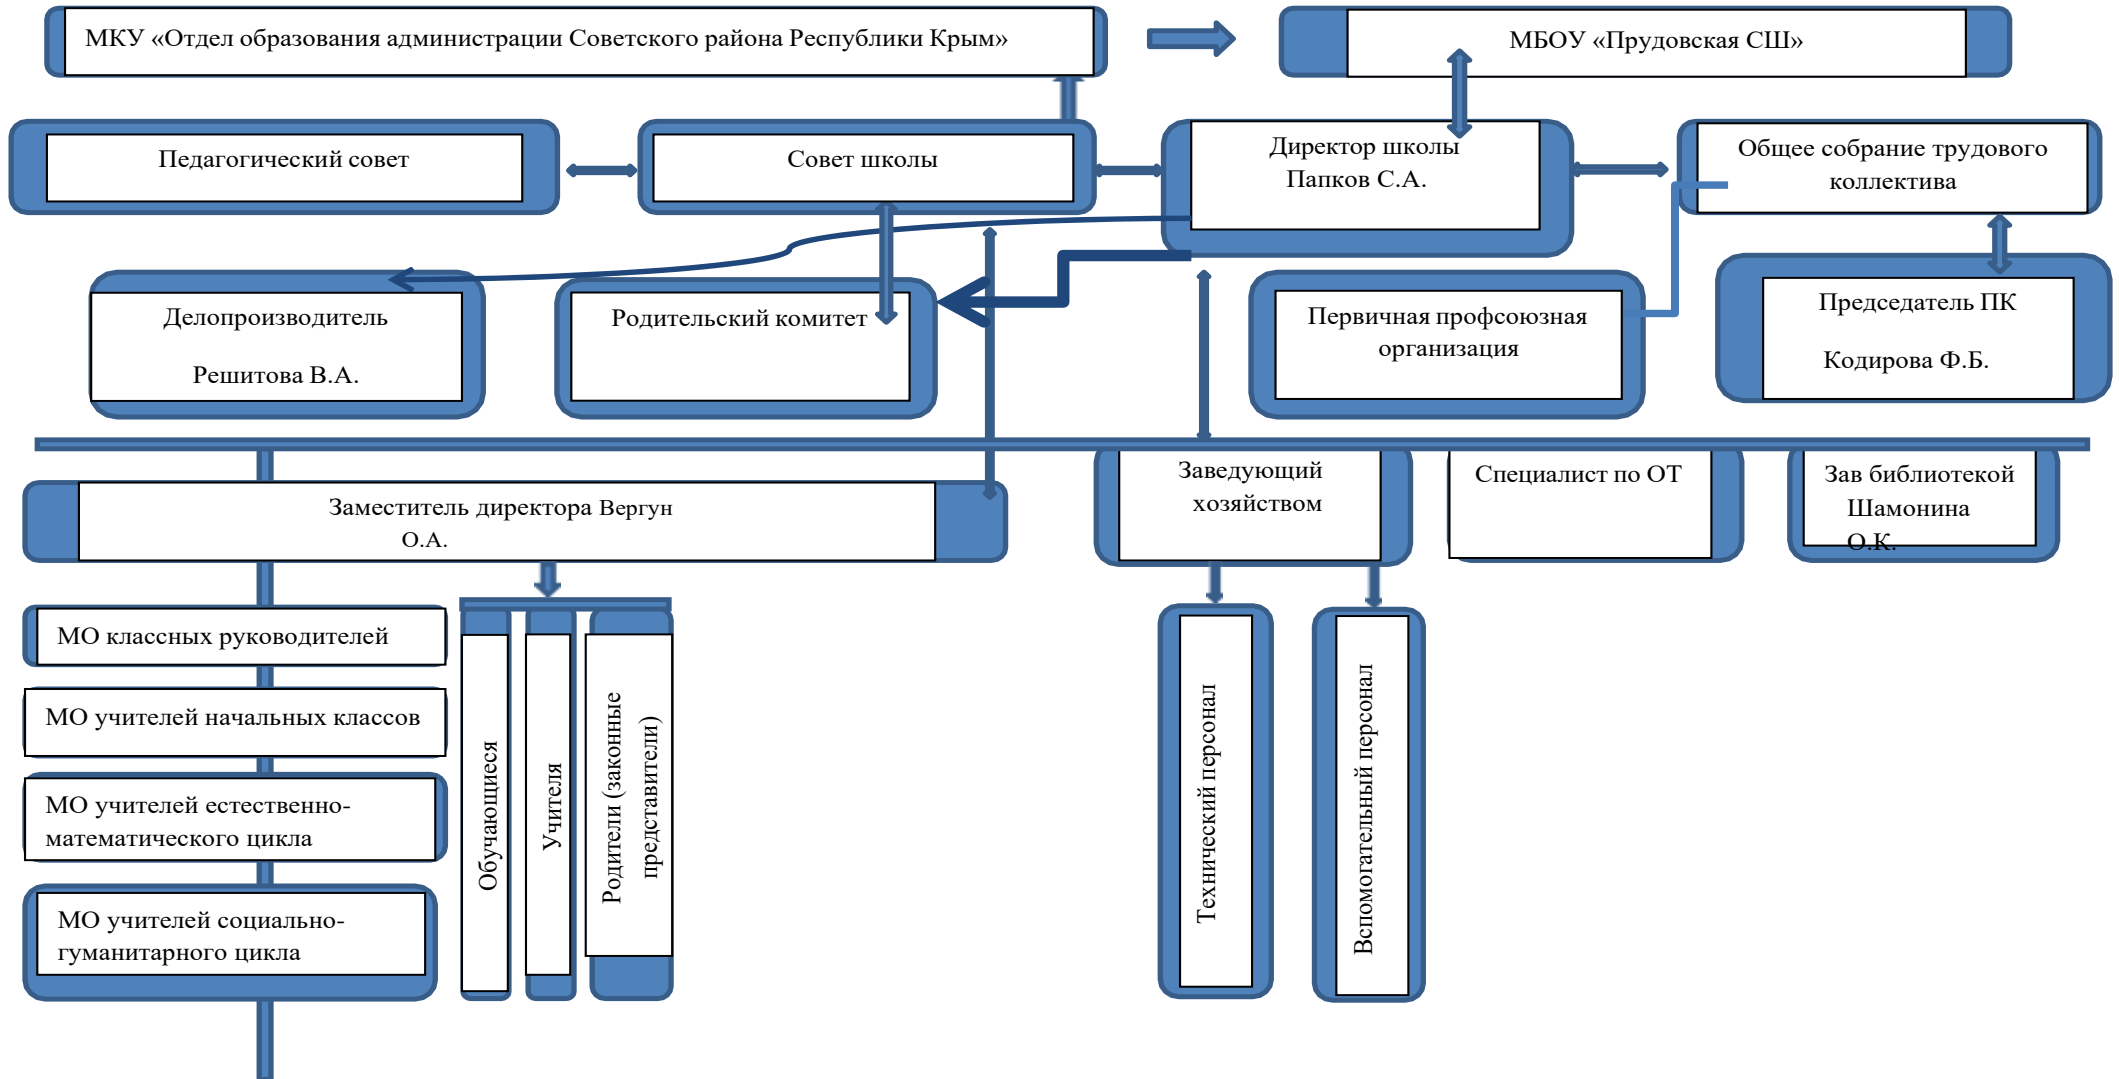 МКУ «Отдел образования администрации Советского района Республики Крым»
МБОУ «Прудовская СШ»
Педагогический совет
Совет школы
Директор школы
Папков С.А.
Общее собрание трудового
коллектива
Делопроизводитель
Решитова В.А.
Родительский комитет
Первичная профсоюзная
организация
Председатель ПК
Кодирова Ф.Б.
Заместитель директора Вергун
О.А.
Заведующий
хозяйством
Специалист по ОТ
Зав библиотекой
Шамонина
О.К.
МО классных руководителей
МО учителей начальных классов
МО учителей естественно-
математического цикла
МО учителей социально-
гуманитарного цикла
Обучающиеся
Учителя
Родители (законные
представители)
Технический персонал
Вспомогательный персонал